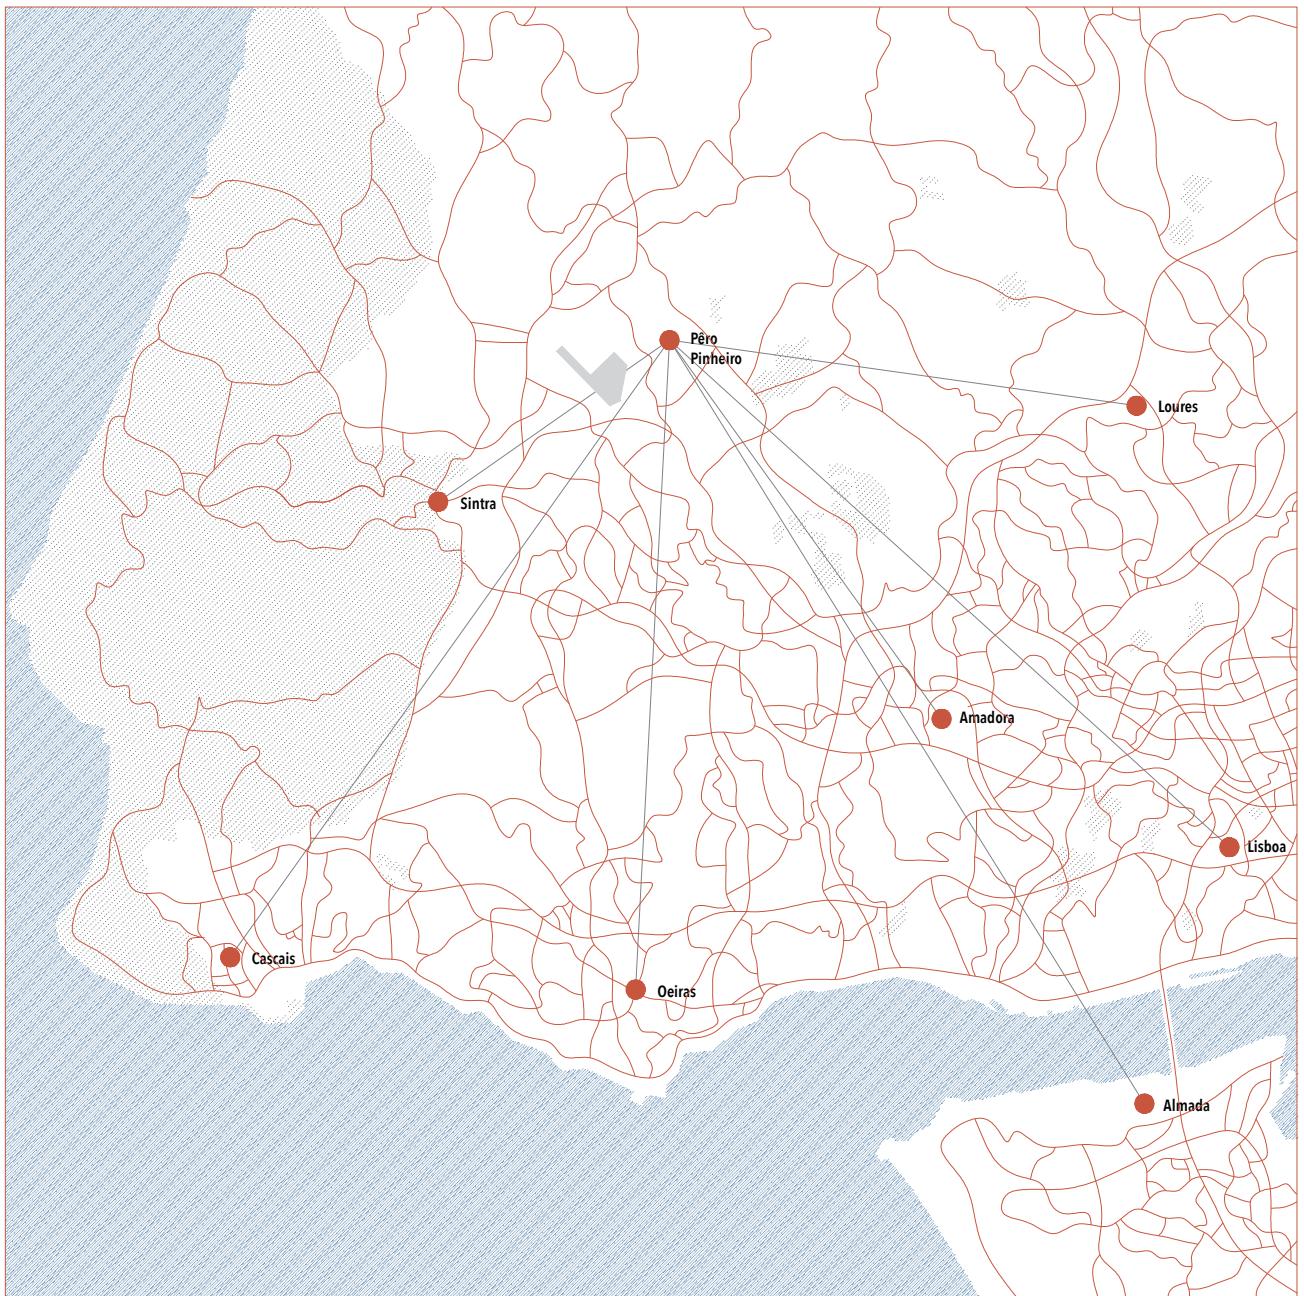 Pêro
Pinheiro
Loures
Sintra
Amadora
Lisboa
Cascais
Oeiras
Almada